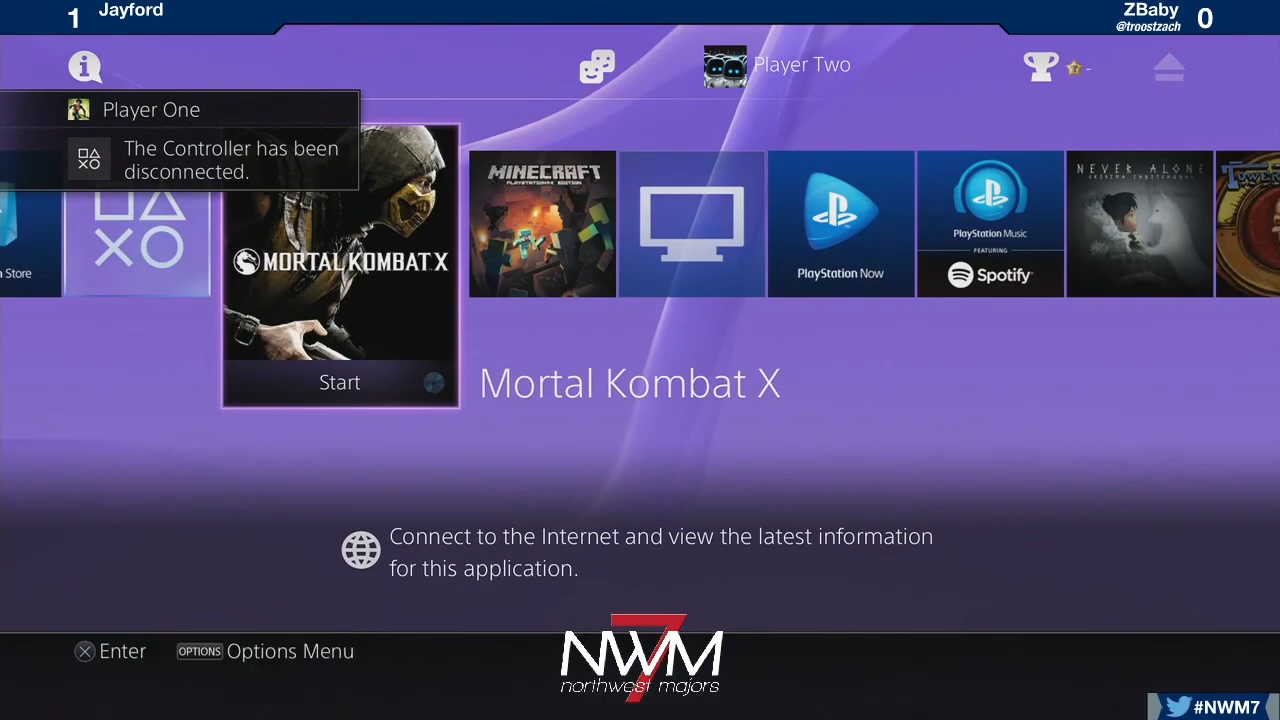 1 Jayford
ZBaby 0
@troostzach
Player Two
-
Player One
The Controller has been
disconnected.
Store
MORTAL KOMBAT X
Start
MINECRAFT
PLAYSTATION®4 EDITION
PlayStation Now
PlayStation Music
FEATURING
Spotify
NEVER ALONE
Mortal Kombat X
Connect to the Internet and view the latest information
for this application.
Enter
OPTIONS Options Menu
7
NWM
northwest majors
#NWM7